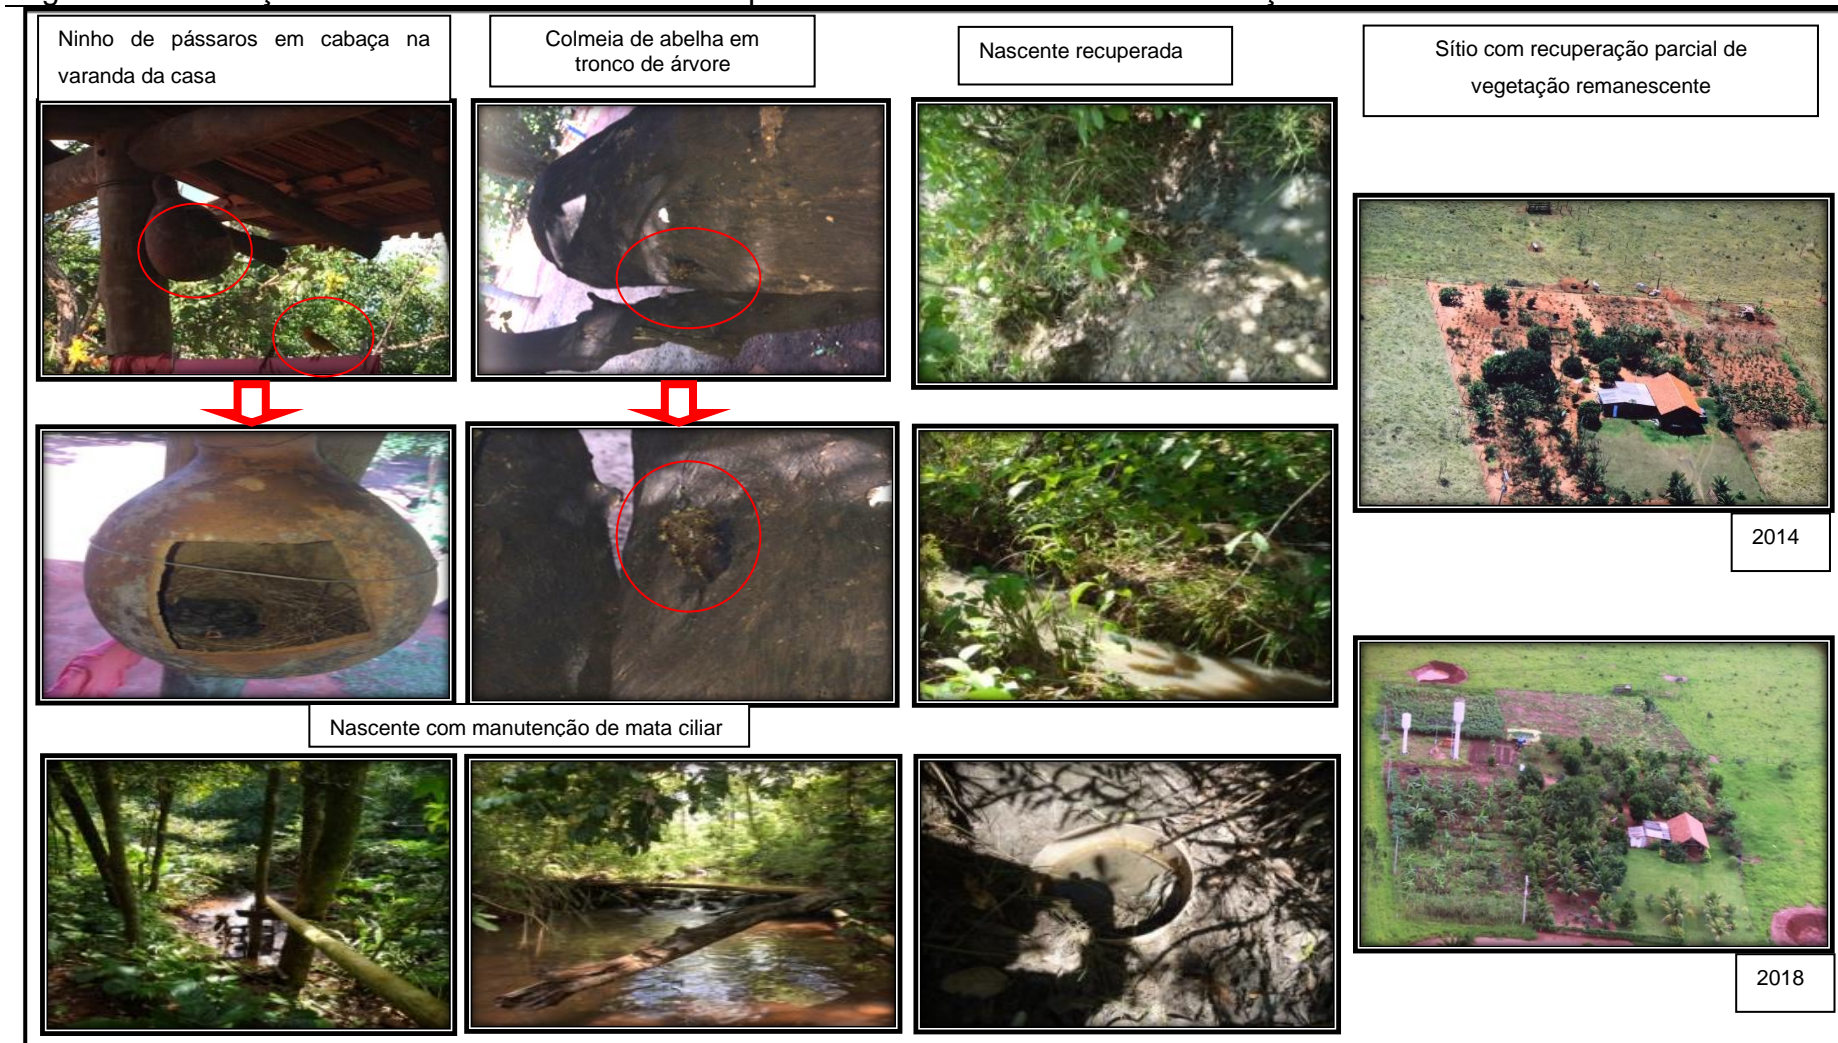 Ninho de pássaros em cabaça na
varanda da casa
Colmeia de abelha em
tronco de árvore
Nascente recuperada
Sítio com recuperação parcial de
vegetação remanescente
2014
Nascente com manutenção de mata ciliar
2018